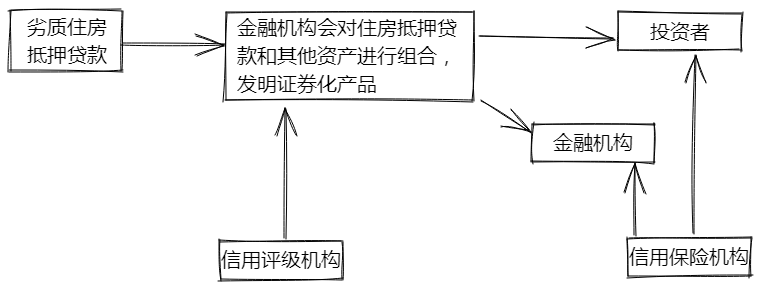 劣质住房
抵押贷款
金融机构会对住房抵押贷
款和其他资产进行组合，
发明证券化产品
投资者
金融机构
信用评级机构
信用保险机构